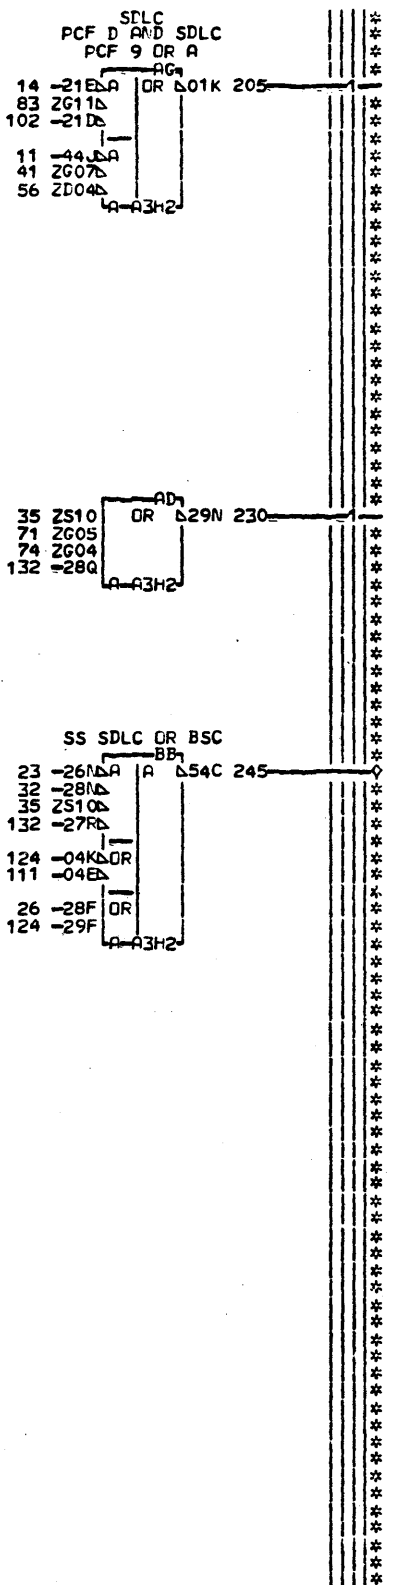 SDLC
PCF D AND SDLC
PCF 9 OR A
AG
14 -21E A OR 01K 205
83 ZG11
102 -21D
11 -44J A
41 ZG07
56 ZD04
A-A3H2
AD
35 ZS10 OR 29N 230
71 ZG05
74 ZG04
132 -28Q
A-A3H2
SS SDLC OR BSC
BB
23 -26N A A 54C 245
32 -28N
35 ZS10
132 -27R
124 -04K OR
111 -04E
26 -28F OR
124 -29F
A-A3H2